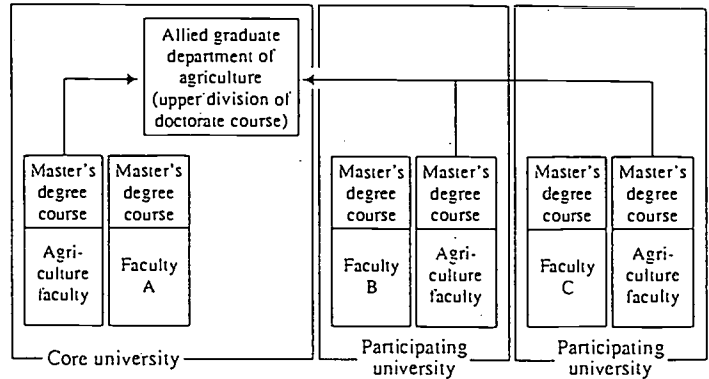 Allied graduate
department of
agriculture
(upper division of
doctorate course)
Master's
degree
course
Master's
degree
course
Agri-
culture
faculty
Faculty
A
Core university
Master's
degree
course
Master's
degree
course
Faculty
B
Agri-
culture
faculty
Participating
university
Master's
degree
course
Master's
degree
course
Faculty
C
Agri-
culture
faculty
Participating
university